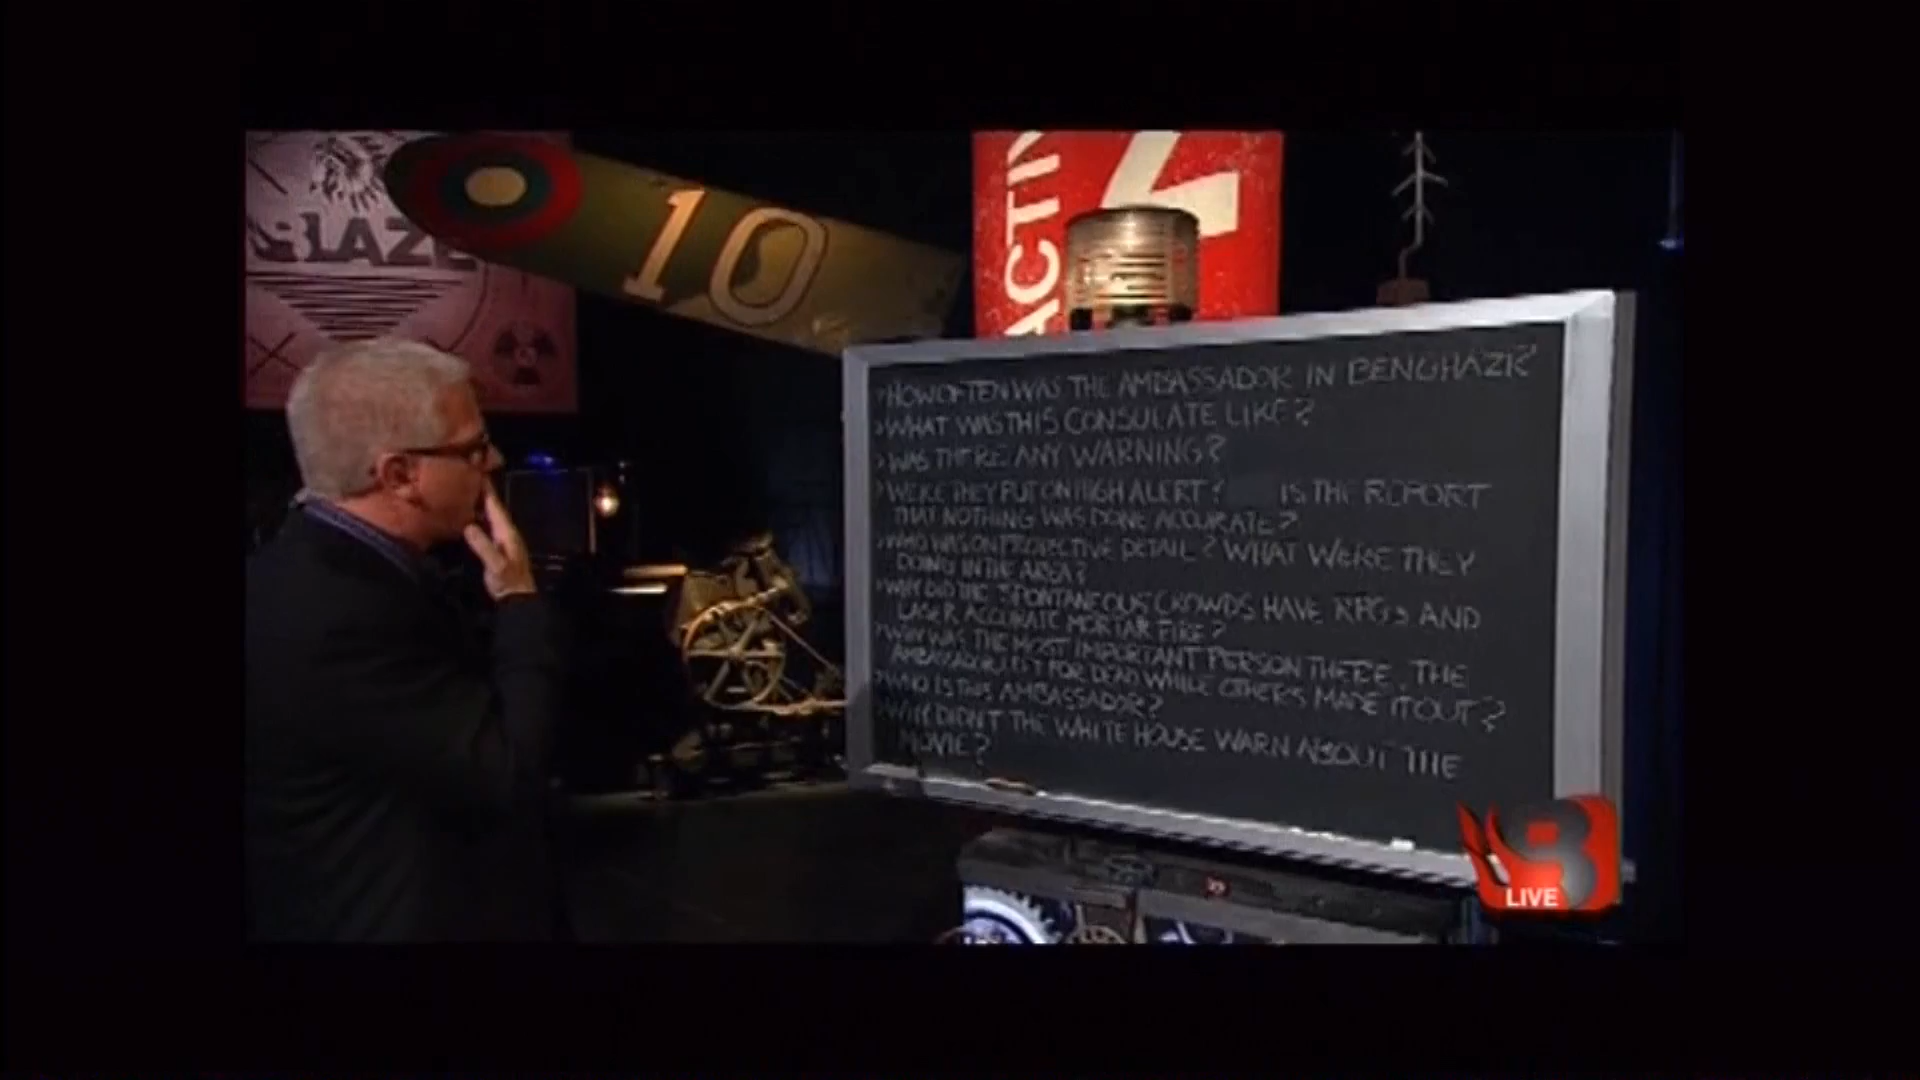 BLAZE
10
ACTIV
4
HOW OFTEN WAS THE AMBASSADOR IN BENGHAZI?
WHAT WAS THIS CONSULATE LIKE?
WAS THERE ANY WARNING?
WERE THEY PUT ON HIGH ALERT? IS THE REPORT
THAT NOTHING WAS DONE ACCURATE?
WHO WAS ON PROTECTIVE DETAIL? WHAT WERE THEY
DOING IN THE AREA?
WHY DID THE SPONTANEOUS CROWDS HAVE RPGs AND
LASER ACCURATE MORTAR FIRE?
WHY WAS THE MOST IMPORTANT PERSON THERE, THE
AMBASSADOR LEFT FOR DEAD WHILE OTHERS MADE IT OUT?
WHO IS THIS AMBASSADOR?
WHY DIDN'T THE WHITE HOUSE WARN ABOUT THE
MOVIE?
LIVE